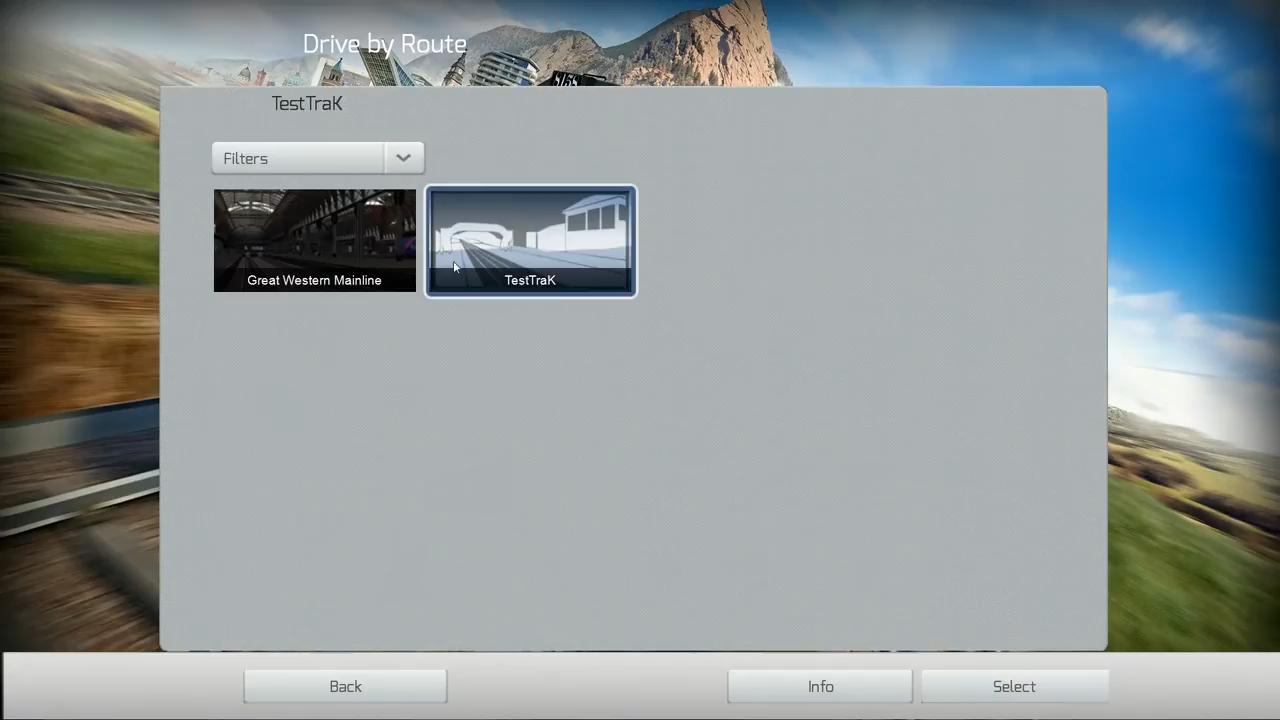 Drive by Route
TestTraK
Filters
Great Western Mainline
TestTraK
Back
Info
Select